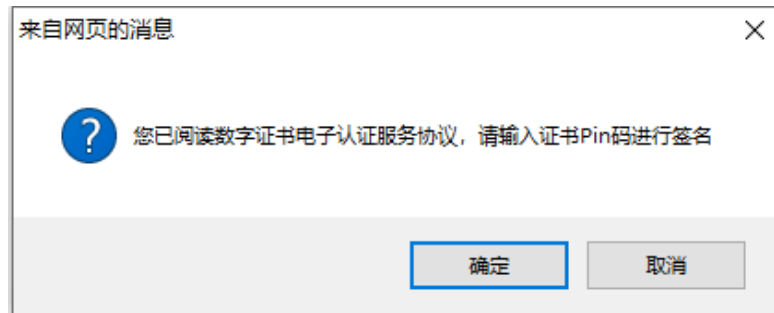 来自网页的消息
您已阅读数字证书电子认证服务协议，请输入证书Pin码进行签名
确定
取消